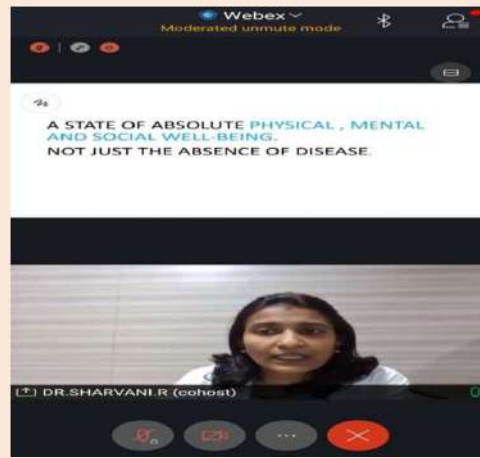 Webex
Moderated unmute mode
A STATE OF ABSOLUTE PHYSICAL , MENTAL
AND SOCIAL WELL-BEING.
NOT JUST THE ABSENCE OF DISEASE.
DR.SHARVANI.R (cohost)